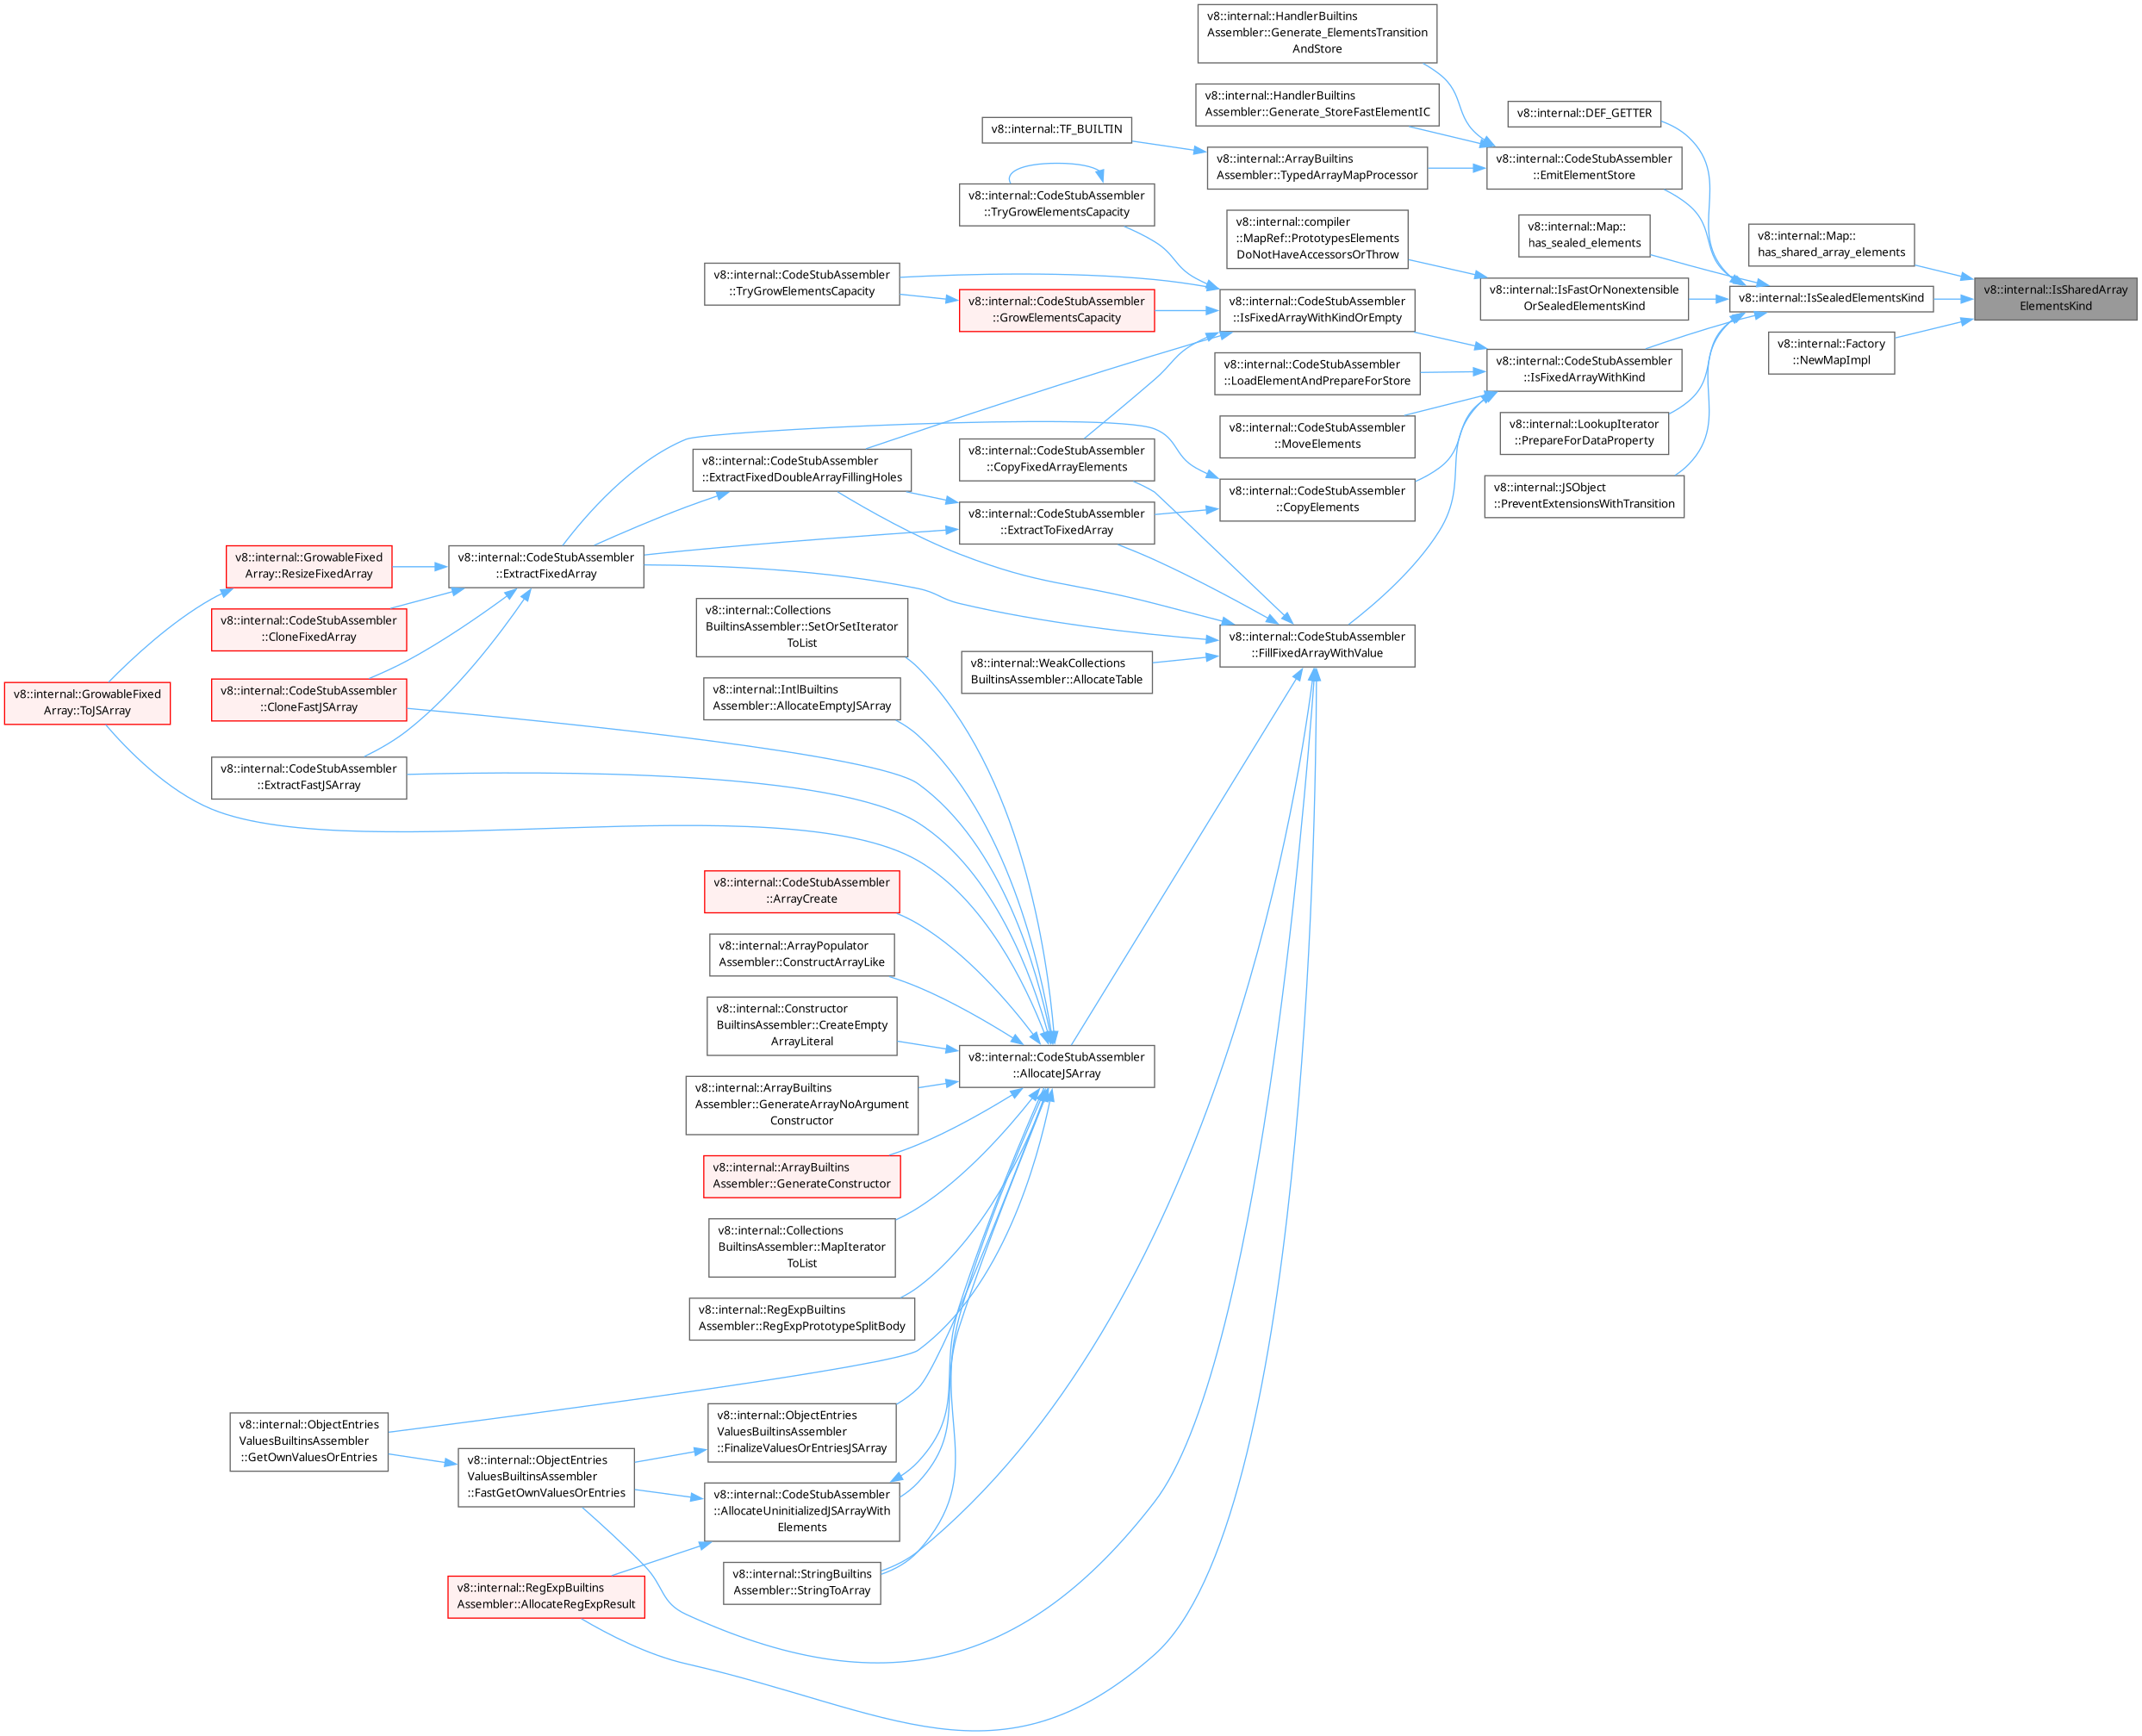 v8::internal::HandlerBuiltins
Assembler::Generate_ElementsTransition
AndStore
v8::internal::HandlerBuiltins
Assembler::Generate_StoreFastElementIC
v8::internal::DEF_GETTER
v8::internal::TF_BUILTIN
v8::internal::ArrayBuiltins
Assembler::TypedArrayMapProcessor
v8::internal::CodeStubAssembler
::EmitElementStore
v8::internal::CodeStubAssembler
::TryGrowElementsCapacity
v8::internal::compiler
::MapRef::PrototypesElements
DoNotHaveAccessorsOrThrow
v8::internal::Map::
has_sealed_elements
v8::internal::Map::
has_shared_array_elements
v8::internal::CodeStubAssembler
::TryGrowElementsCapacity
v8::internal::CodeStubAssembler
::GrowElementsCapacity
v8::internal::CodeStubAssembler
::IsFixedArrayWithKindOrEmpty
v8::internal::IsFastOrNonextensible
OrSealedElementsKind
v8::internal::IsSealedElementsKind
v8::internal::IsSharedArray
ElementsKind
v8::internal::CodeStubAssembler
::LoadElementAndPrepareForStore
v8::internal::CodeStubAssembler
::IsFixedArrayWithKind
v8::internal::Factory
::NewMapImpl
v8::internal::CodeStubAssembler
::MoveElements
v8::internal::LookupIterator
::PrepareForDataProperty
v8::internal::CodeStubAssembler
::ExtractFixedDoubleArrayFillingHoles
v8::internal::CodeStubAssembler
::CopyFixedArrayElements
v8::internal::CodeStubAssembler
::CopyElements
v8::internal::JSObject
::PreventExtensionsWithTransition
v8::internal::CodeStubAssembler
::ExtractToFixedArray
v8::internal::GrowableFixed
Array::ResizeFixedArray
v8::internal::CodeStubAssembler
::ExtractFixedArray
v8::internal::CodeStubAssembler
::CloneFixedArray
v8::internal::Collections
BuiltinsAssembler::SetOrSetIterator
ToList
v8::internal::CodeStubAssembler
::FillFixedArrayWithValue
v8::internal::WeakCollections
BuiltinsAssembler::AllocateTable
v8::internal::GrowableFixed
Array::ToJSArray
v8::internal::CodeStubAssembler
::CloneFastJSArray
v8::internal::IntlBuiltins
Assembler::AllocateEmptyJSArray
v8::internal::CodeStubAssembler
::ExtractFastJSArray
v8::internal::CodeStubAssembler
::ArrayCreate
v8::internal::ArrayPopulator
Assembler::ConstructArrayLike
v8::internal::Constructor
BuiltinsAssembler::CreateEmpty
ArrayLiteral
v8::internal::CodeStubAssembler
::AllocateJSArray
v8::internal::ArrayBuiltins
Assembler::GenerateArrayNoArgument
Constructor
v8::internal::ArrayBuiltins
Assembler::GenerateConstructor
v8::internal::Collections
BuiltinsAssembler::MapIterator
ToList
v8::internal::RegExpBuiltins
Assembler::RegExpPrototypeSplitBody
v8::internal::ObjectEntries
ValuesBuiltinsAssembler
::GetOwnValuesOrEntries
v8::internal::ObjectEntries
ValuesBuiltinsAssembler
::FinalizeValuesOrEntriesJSArray
v8::internal::ObjectEntries
ValuesBuiltinsAssembler
::FastGetOwnValuesOrEntries
v8::internal::CodeStubAssembler
::AllocateUninitializedJSArrayWith
Elements
v8::internal::StringBuiltins
Assembler::StringToArray
v8::internal::RegExpBuiltins
Assembler::AllocateRegExpResult